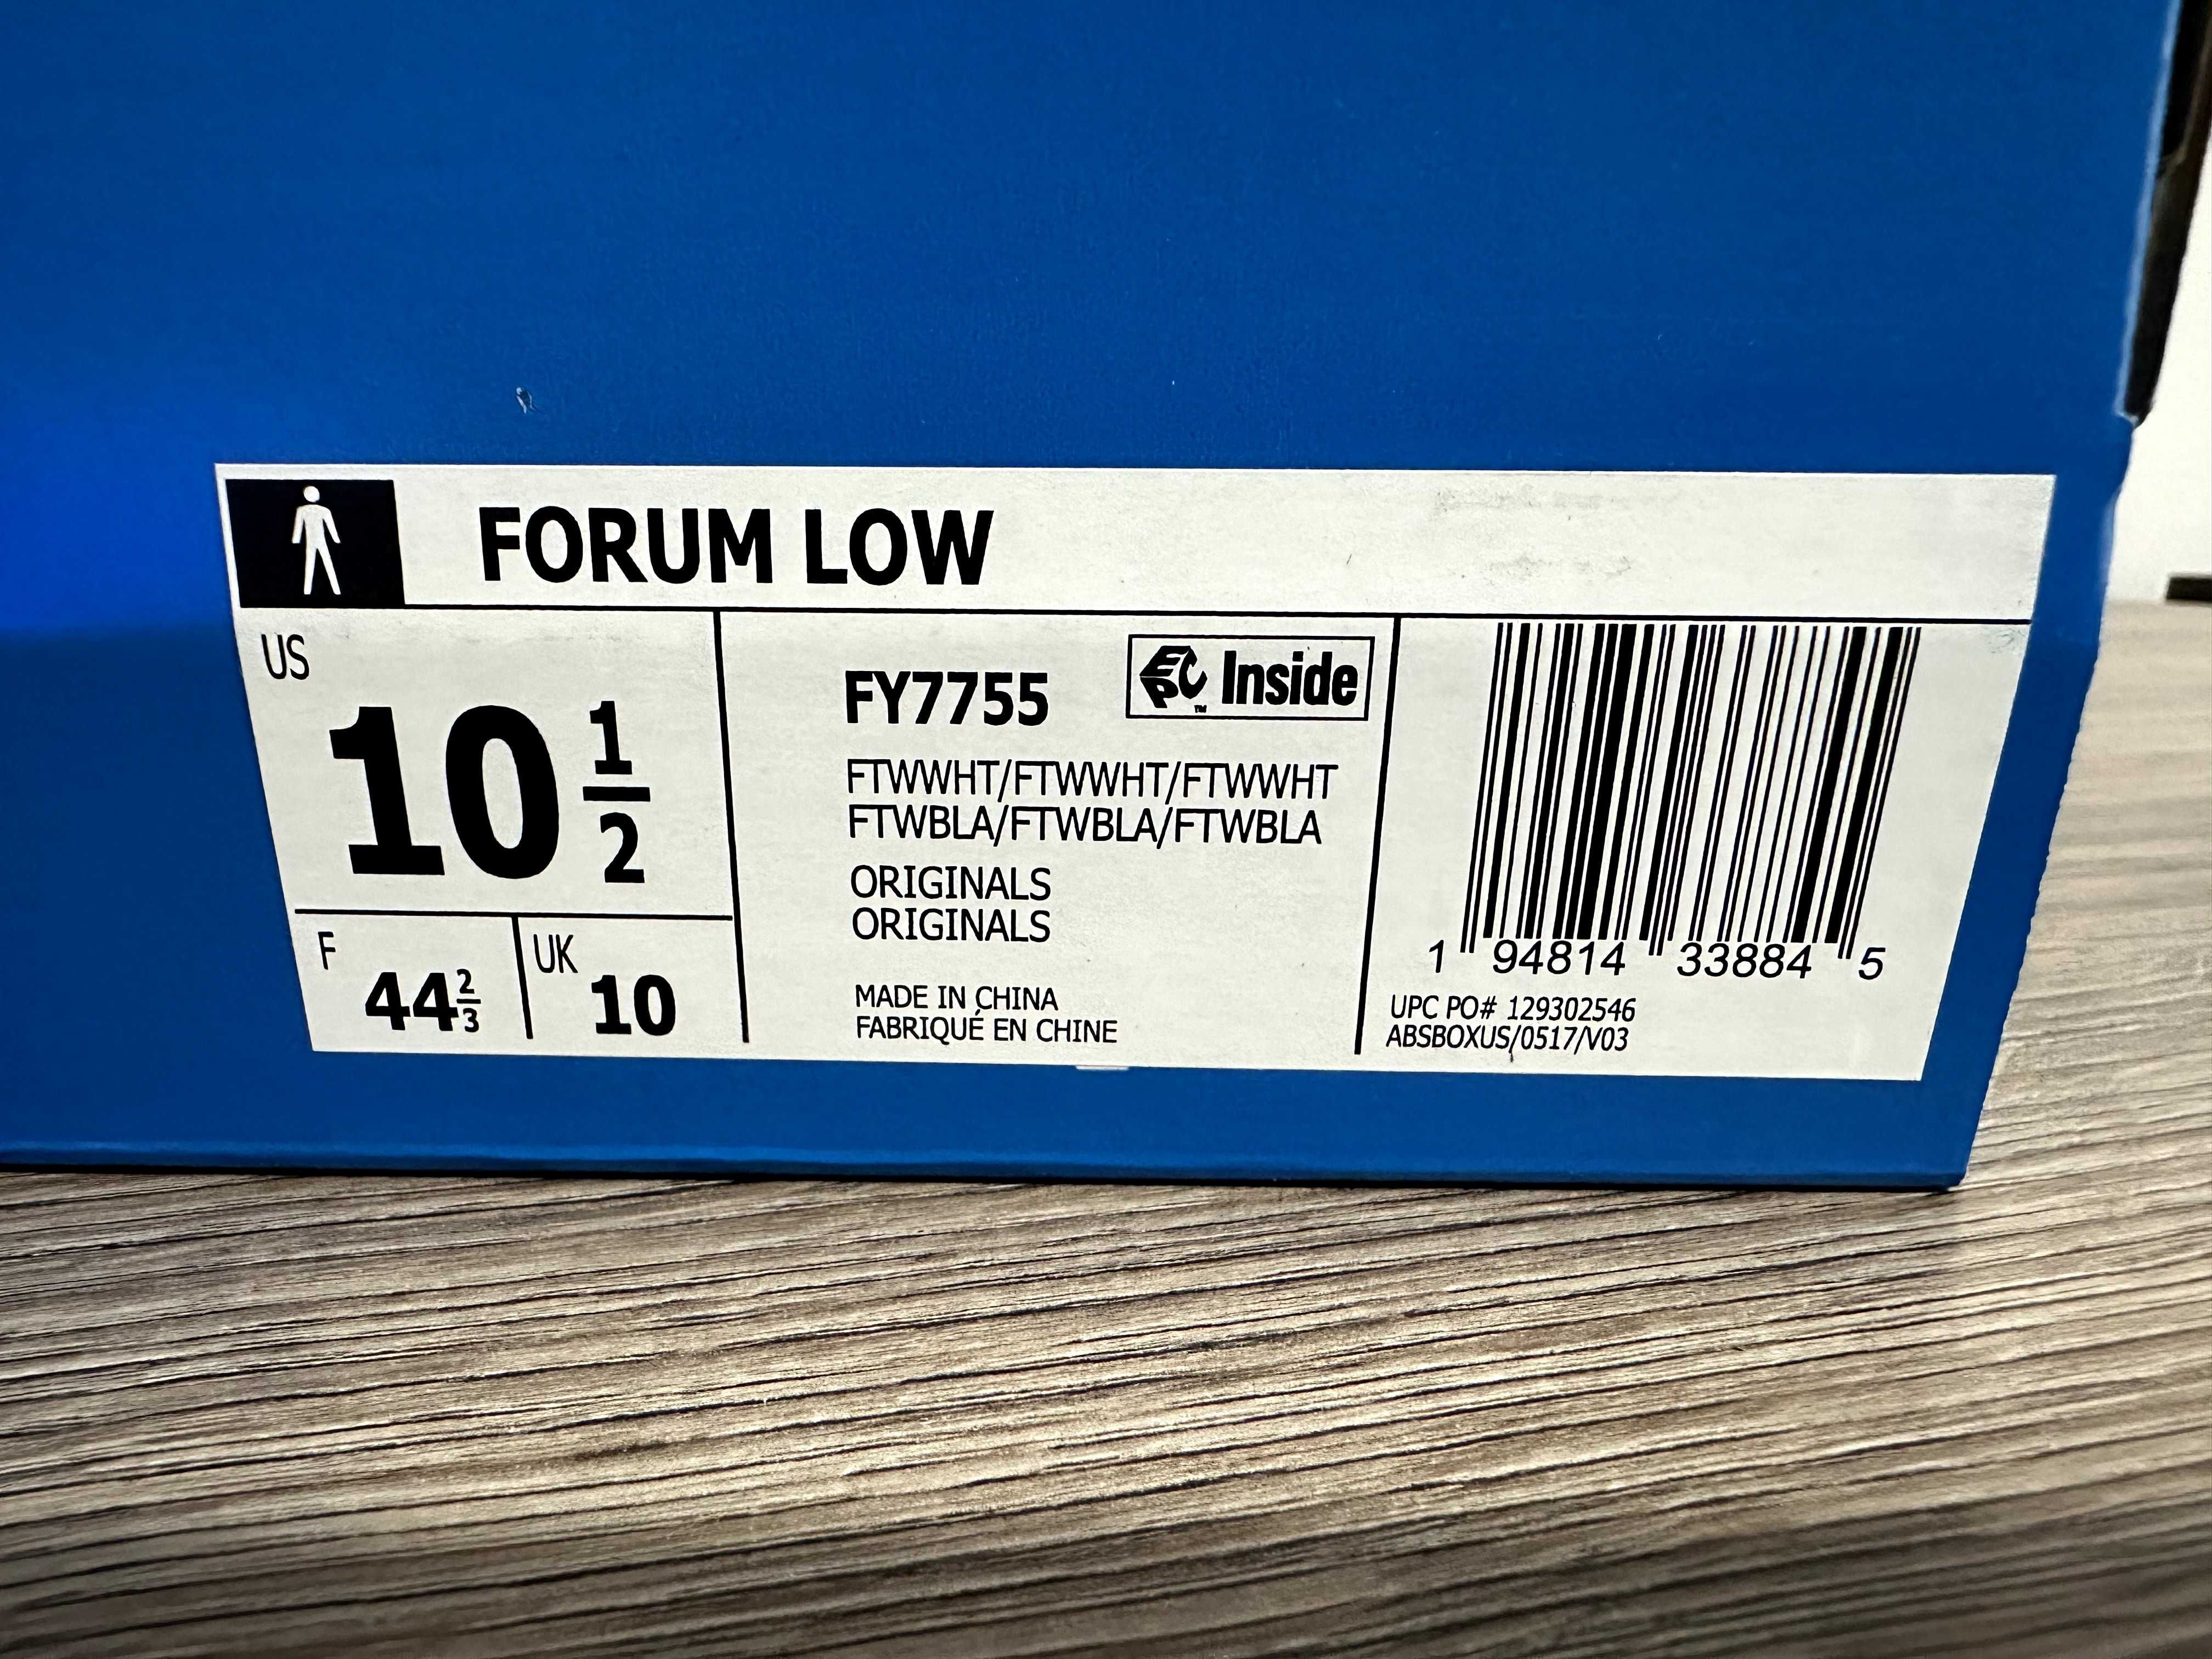 FORUM LOW
US
10 1/2
F
44 2/3
UK
10
FY7755
EPC™ Inside
FTWWHT/FTWWHT/FTWWHT
FTWBLA/FTWBLA/FTWBLA
ORIGINALS
ORIGINALS
MADE IN CHINA
FABRIQUÉ EN CHINE
1 94814 33884 5
UPC PO# 129302546
ABSBOXUS/0517/V03